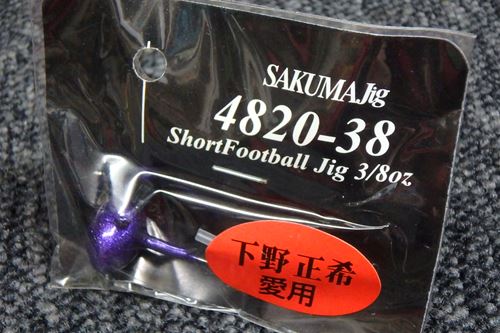 SAKUMAJig
4820-38
ShortFootball Jig 3/8oz
下野正希
愛用